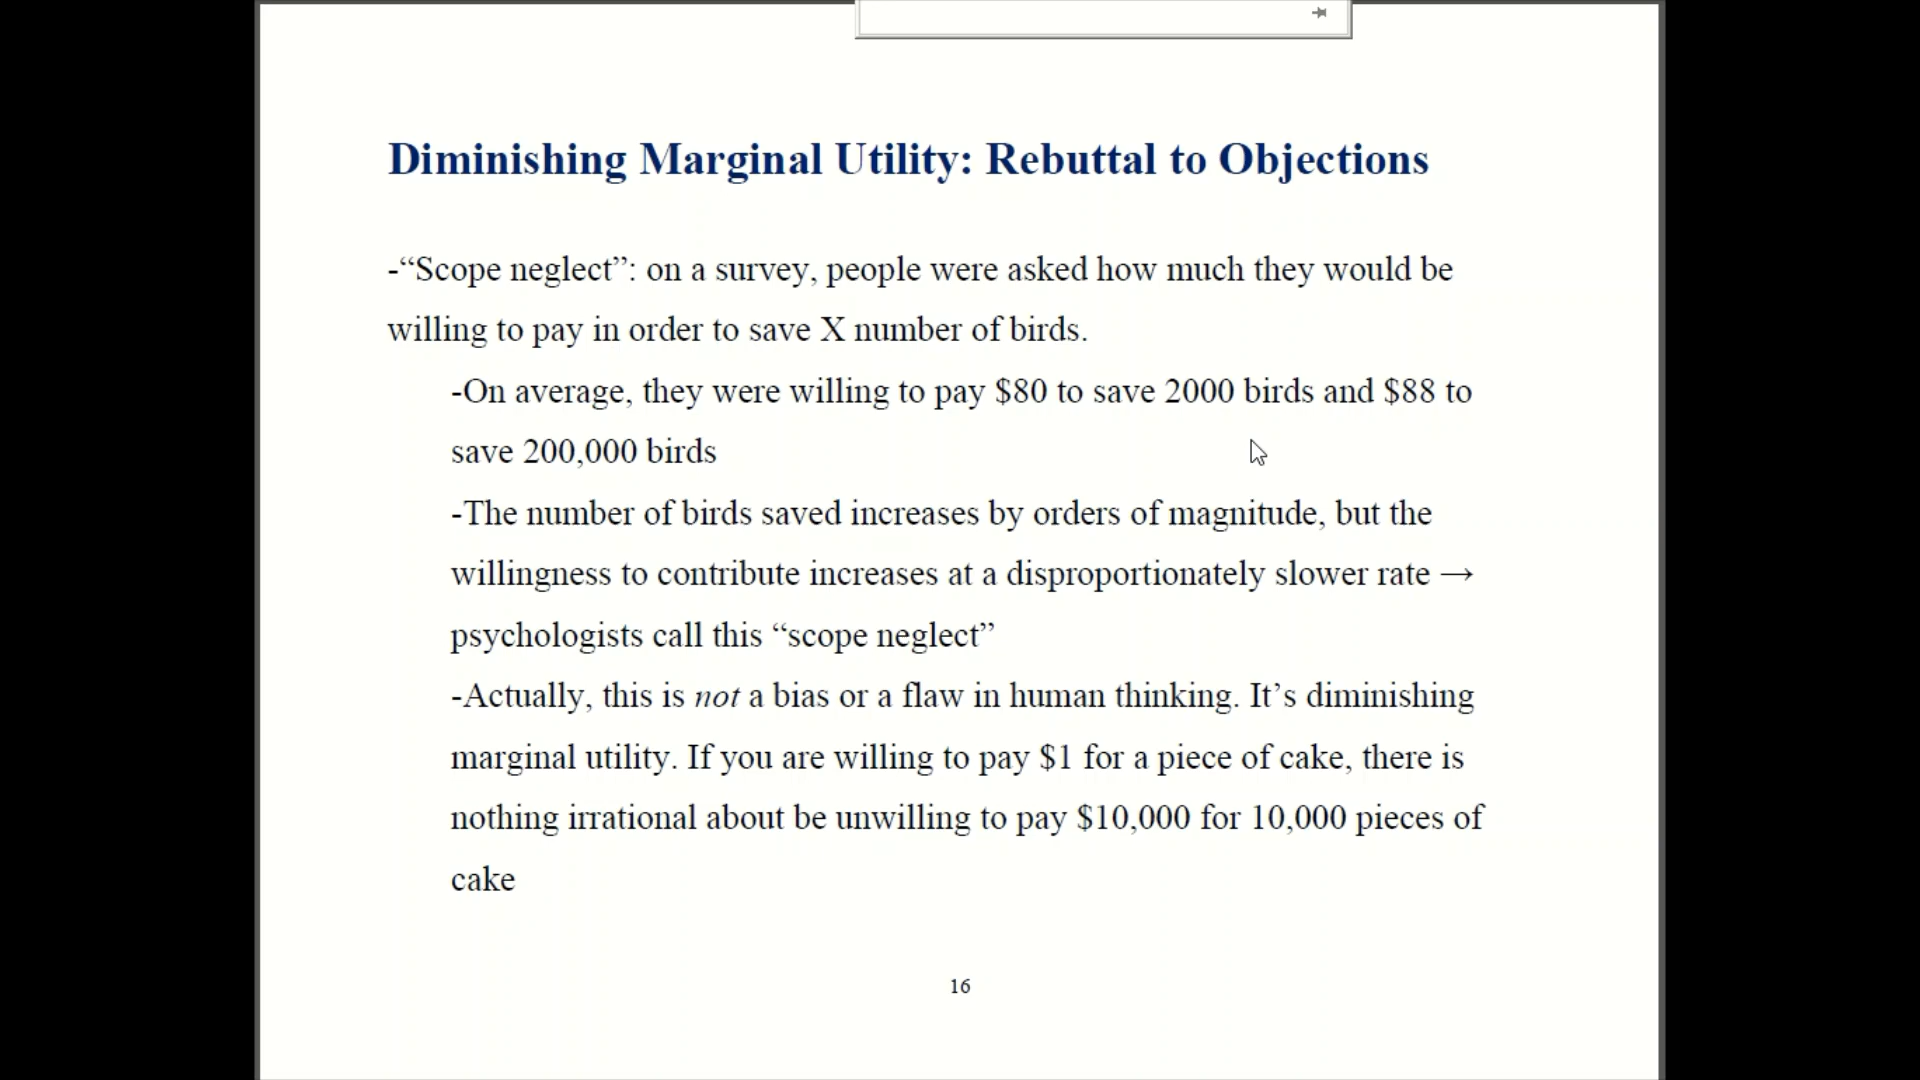 Diminishing Marginal Utility: Rebuttal to Objections
-“Scope neglect”: on a survey, people were asked how much they would be
willing to pay in order to save X number of birds.
-On average, they were willing to pay $80 to save 2000 birds and $88 to
save 200,000 birds
-The number of birds saved increases by orders of magnitude, but the
willingness to contribute increases at a disproportionately slower rate →
psychologists call this “scope neglect”
-Actually, this is not a bias or a flaw in human thinking. It’s diminishing
marginal utility. If you are willing to pay $1 for a piece of cake, there is
nothing irrational about be unwilling to pay $10,000 for 10,000 pieces of
cake
16